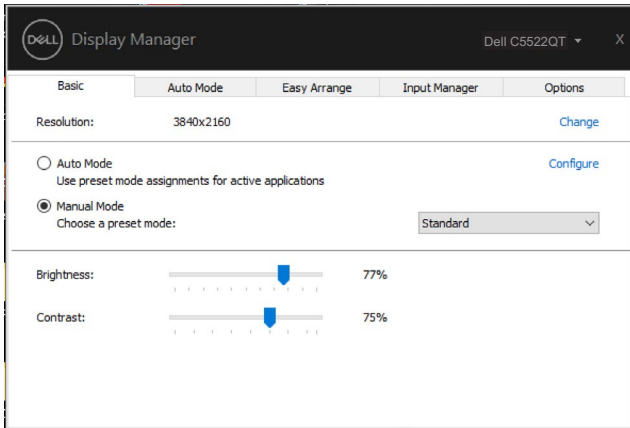 DELL Display Manager Dell C5522QT X
Basic Auto Mode Easy Arrange Input Manager Options
Resolution: 3840x2160 Change
Auto Mode Configure
Use preset mode assignments for active applications
Manual Mode
Choose a preset mode: Standard
Brightness: 77%
Contrast: 75%